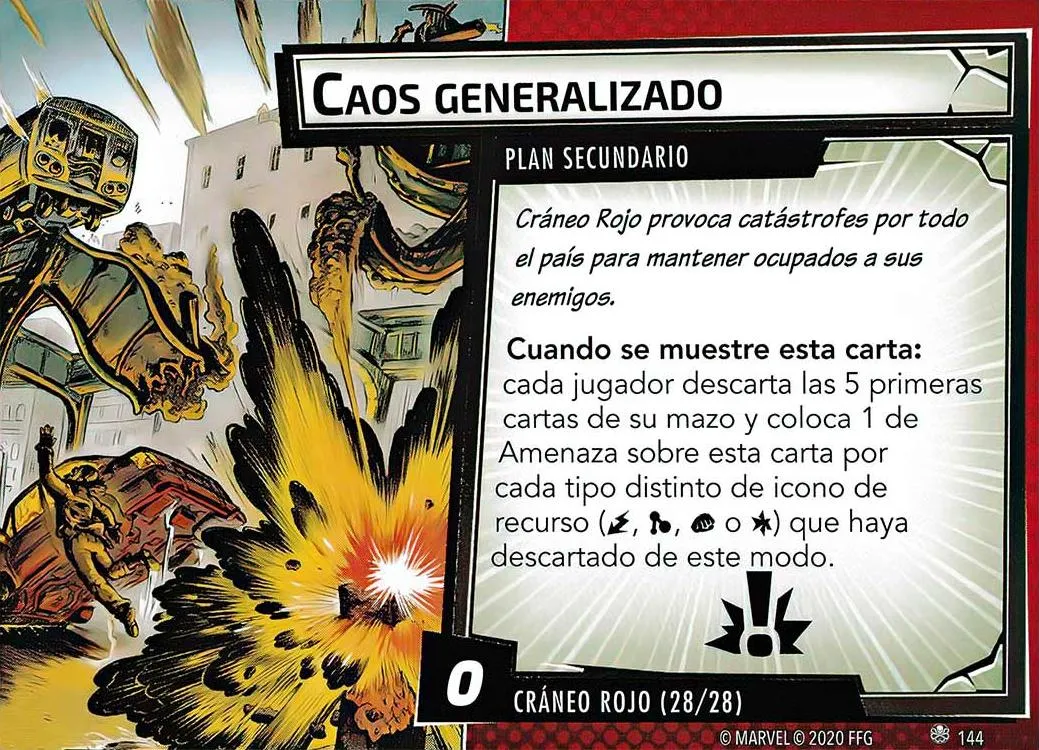 CAOS GENERALIZADO
PLAN SECUNDARIO
Cráneo Rojo provoca catástrofes por todo
el país para mantener ocupados a sus
enemigos.
Cuando se muestre esta carta:
cada jugador descarta las 5 primeras
cartas de su mazo y coloca 1 de
Amenaza sobre esta carta por
cada tipo distinto de icono de
recurso (, , o ) que haya
descartado de este modo.
0
CRÁNEO ROJO (28/28)
© MARVEL © 2020 FFG
144